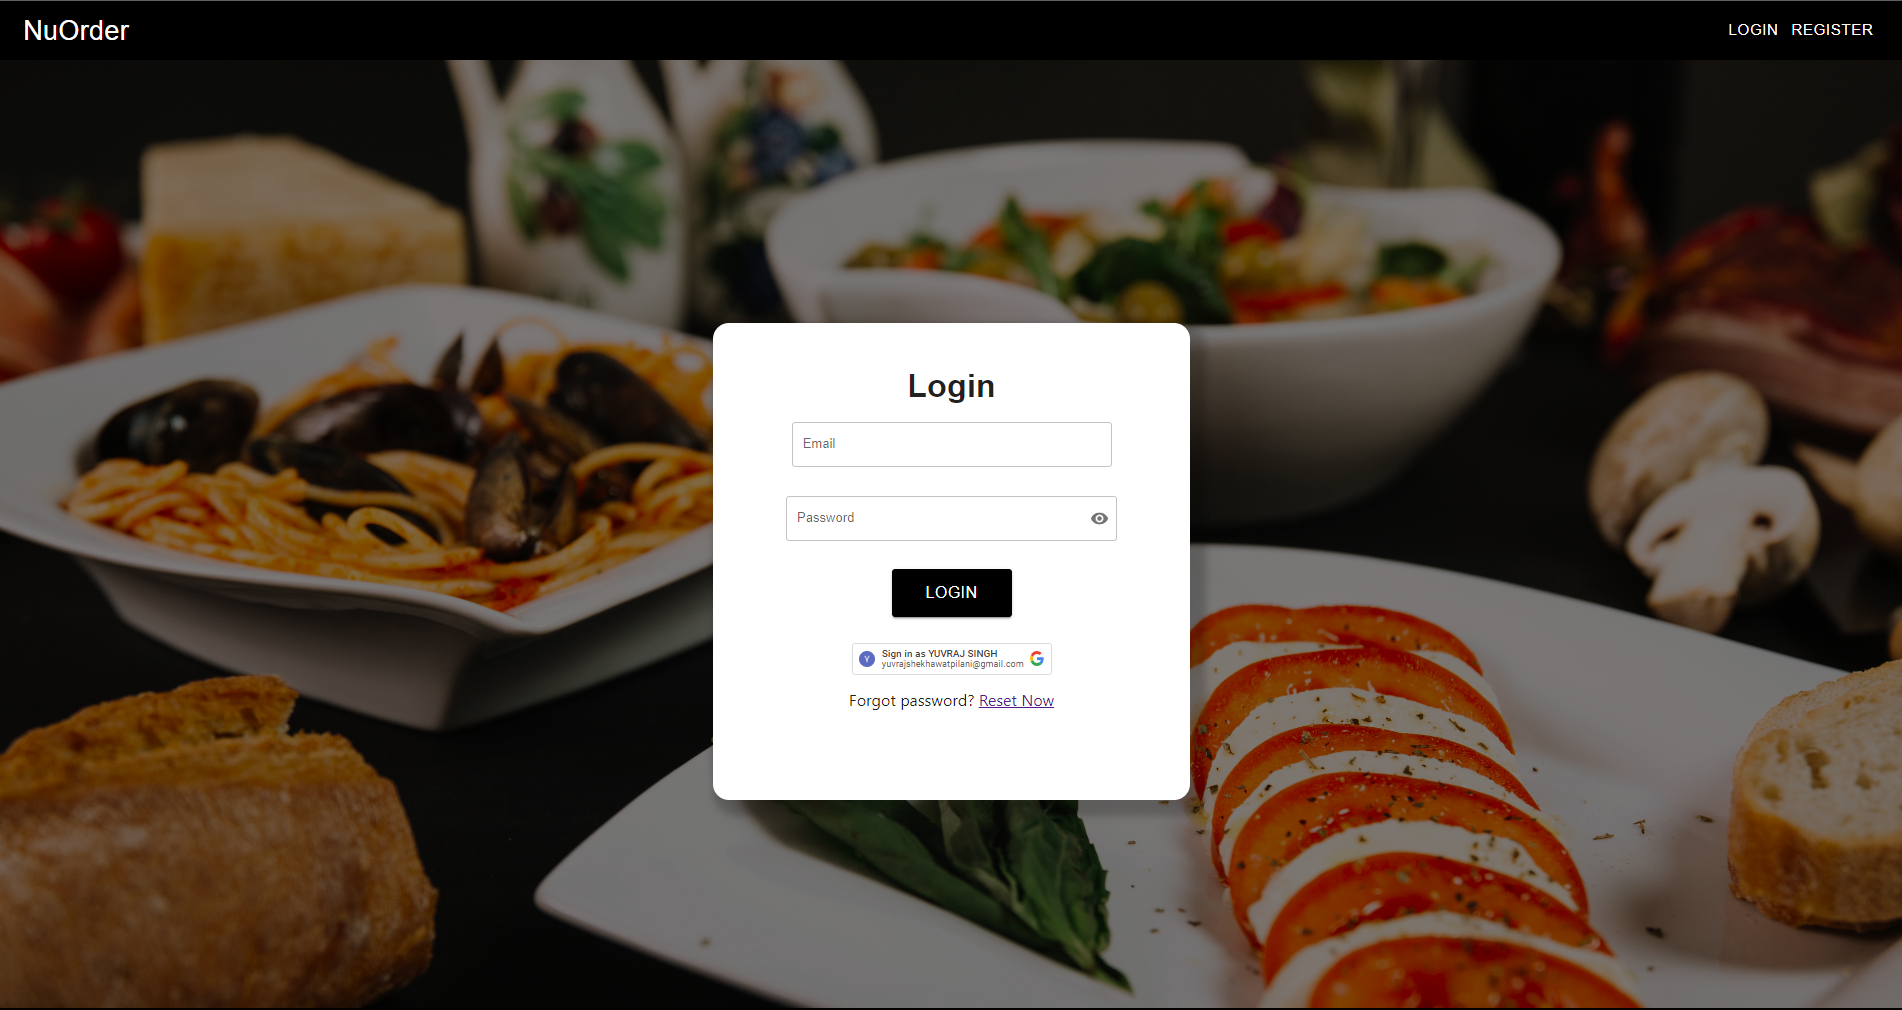 NuOrder
LOGIN REGISTER
Login
Email
Password
LOGIN
Y
Sign in as YUVRAJ SINGH
yuvrajshekhawatpilani@gmail.com
Forgot password? Reset Now